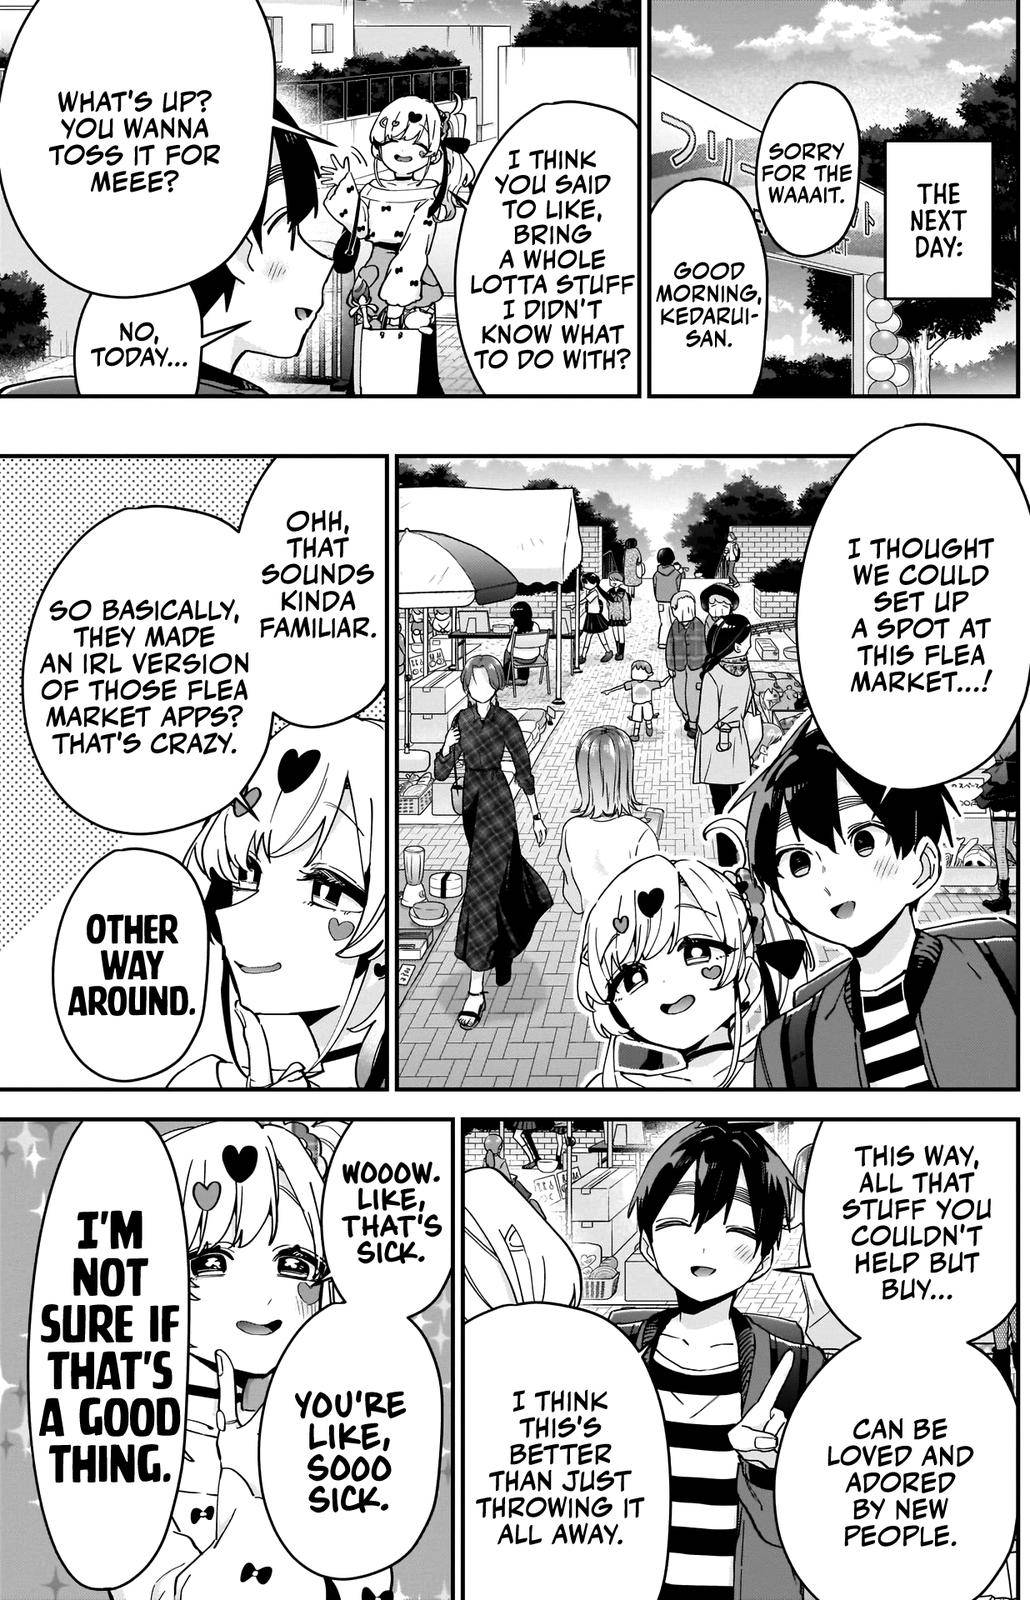 THE
NEXT
DAY:
SORRY
FOR THE
WAAAIT.
GOOD
MORNING,
KEDARUI-
SAN.
フリー
I THINK
YOU SAID
TO LIKE,
BRING
A WHOLE
LOTTA STUFF
I DIDN'T
KNOW WHAT
TO DO WITH?
WHAT'S UP?
YOU WANNA
TOSS IT FOR
MEEE?
NO,
TODAY...
I THOUGHT
WE COULD
SET UP
A SPOT AT
THIS FLEA
MARKET...!
OHH,
THAT
SOUNDS
KINDA
FAMILIAR.
SO BASICALLY,
THEY MADE
AN IRL VERSION
OF THOSE FLEA
MARKET APPS?
THAT'S CRAZY.
OTHER
WAY
AROUND.
THIS WAY,
ALL THAT
STUFF YOU
COULDN'T
HELP BUT
BUY...
CAN BE
LOVED AND
ADORED
BY NEW
PEOPLE.
I THINK
THIS'S
BETTER
THAN JUST
THROWING IT
ALL AWAY.
WOOOW.
LIKE,
THAT'S
SICK.
YOU'RE
LIKE,
SOOO
SICK.
I'M
NOT
SURE IF
THAT'S
A GOOD
THING.